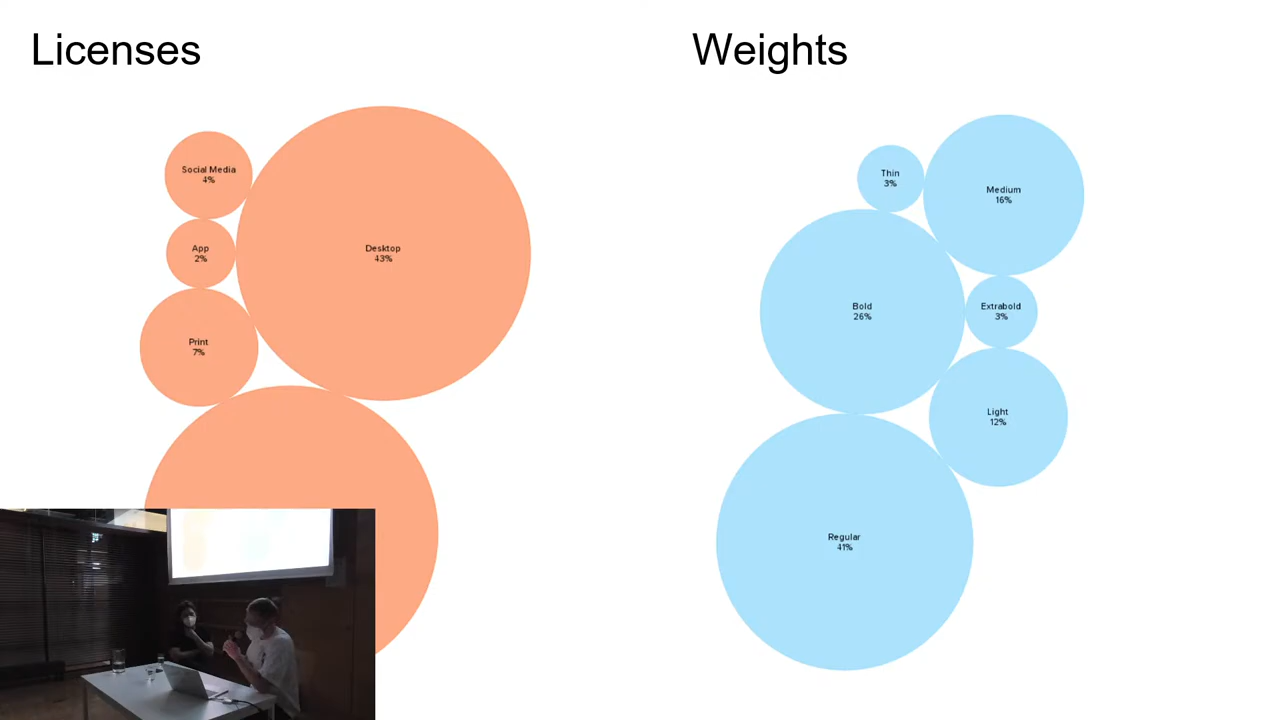 Licenses
Social Media
4%
App
2%
Print
7%
Desktop
43%
Weights
Thin
3%
Medium
16%
Bold
26%
Extrabold
3%
Light
12%
Regular
41%